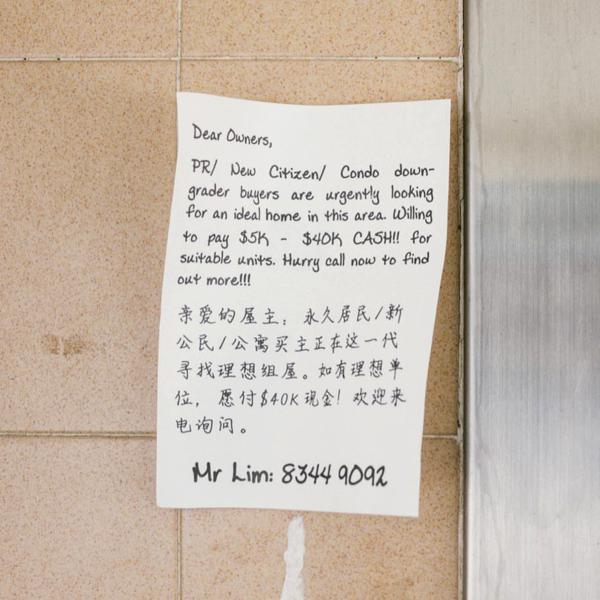 Dear Owners,
PR/ New Citizen/ Condo down-
grader buyers are urgently looking
for an ideal home in this area. Willing
to pay $5K - $40K CASH!! for
suitable units. Hurry call now to find
out more!!!
亲爱的屋主，永久居民/新
公民/公寓买主正在这一代
寻找理想组屋。如有理想单
位，愿付$40K现金！欢迎来
电询问。
Mr Lim: 8344 9092